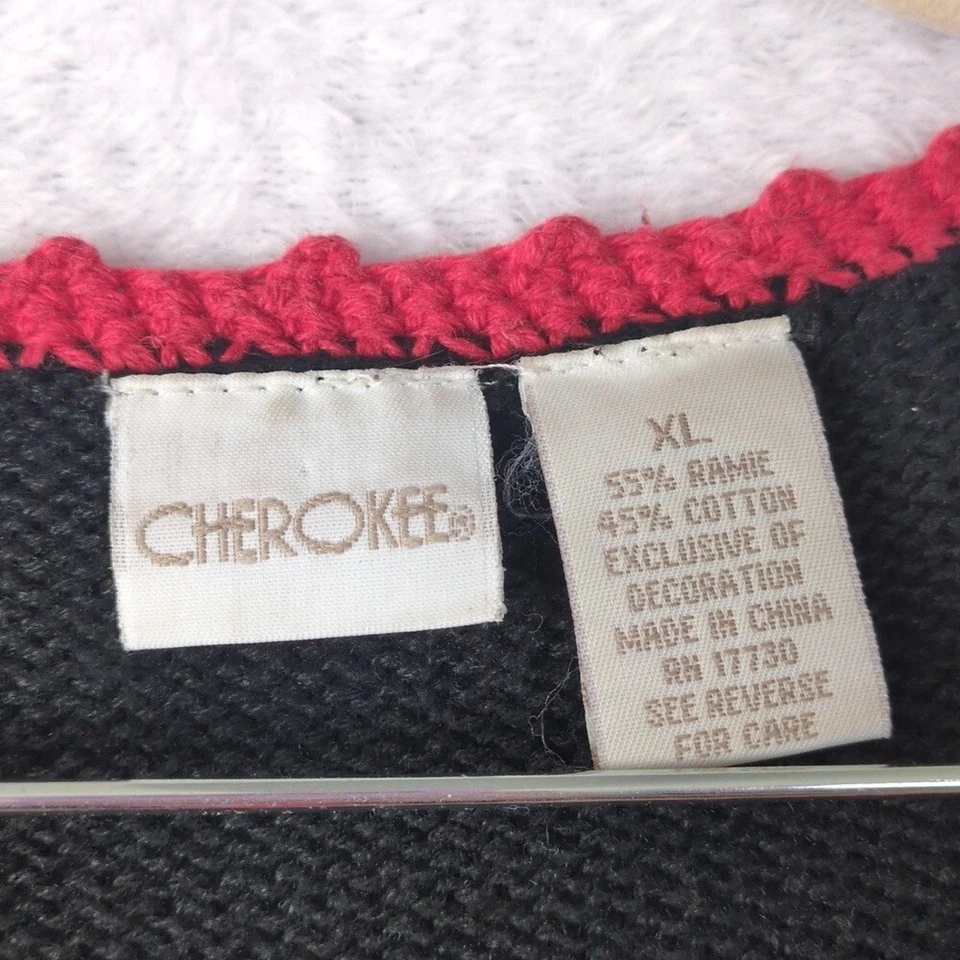 CHEROKEE®
XL
55% RAMIE
45% COTTON
EXCLUSIVE OF
DECORATION
MADE IN CHINA
RN 17730
SEE REVERSE
FOR CARE